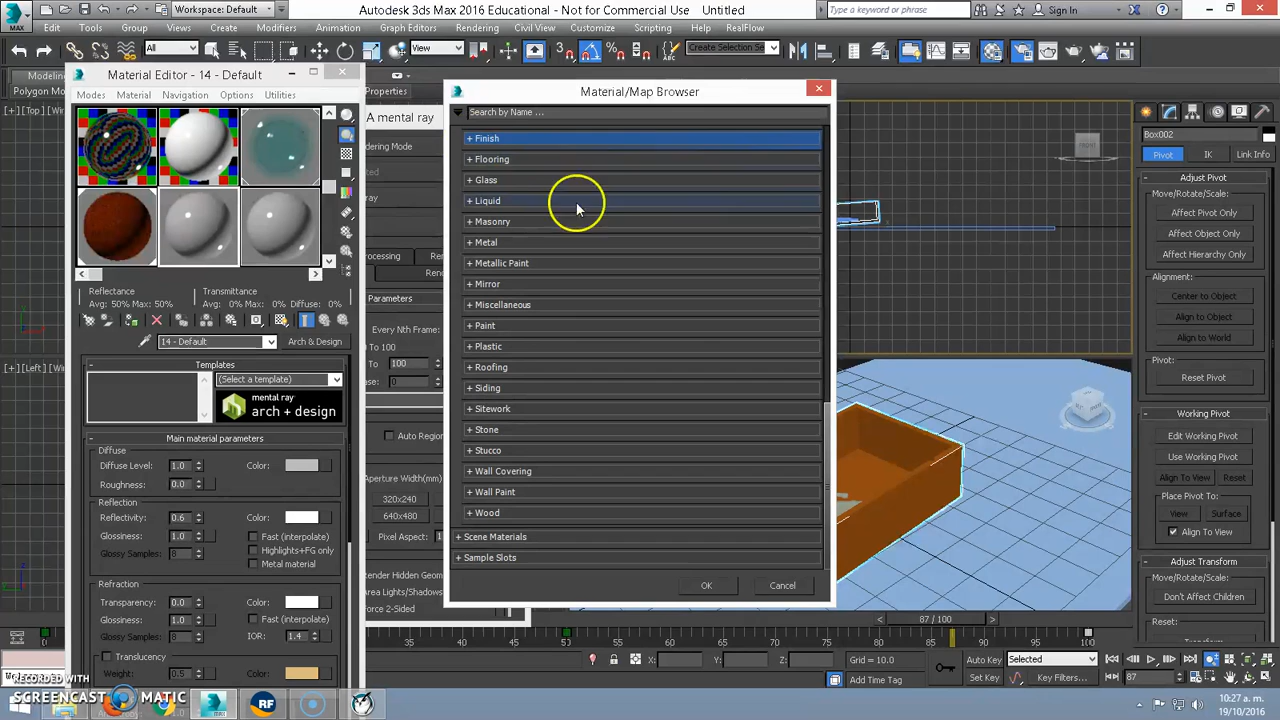 Workspace: Default
Autodesk 3ds Max 2016 Educational - Not for Commercial Use Untitled
Type a keyword or phrase
Sign In
MAX
Edit Tools Group Views Create Modifiers Animation Graph Editors Rendering Civil View Customize Scripting Help RealFlow
All
View
Create Selection Se
Modeling
Polygon Mod
Properties
Material Editor - 14 - Default
Modes Material Navigation Options Utilities
Reflectance
Avg: 50% Max: 50%
Transmittance
Avg: 0% Max: 0% Diffuse: 0%
14 - Default
Arch & Design
Templates
(Select a template)
mental ray
arch + design
Main material parameters
Diffuse
Diffuse Level: 1.0 Color:
Roughness: 0.0
Reflection
Reflectivity: 0.6 Color:
Glossiness: 1.0 Fast (interpolate)
Glossy Samples: 8 Highlights+FG only
Metal material
Refraction
Transparency: 0.0 Color:
Glossiness: 1.0 Fast (interpolate)
Glossy Samples: 8 IOR: 1.4
Translucency
Weight: 0.5 Color:
A mental ray
Parameters
Every Nth Frame:
To 100
Auto Region
Aperture Width(mm)
320x240
640x480
Pixel Aspect:
Area Lights/Shadows
Force 2-Sided
Material/Map Browser
Search by Name ...
+ Finish
+ Flooring
+ Glass
+ Liquid
+ Masonry
+ Metal
+ Metallic Paint
+ Mirror
+ Miscellaneous
+ Paint
+ Plastic
+ Roofing
+ Siding
+ Sitework
+ Stone
+ Stucco
+ Wall Covering
+ Wall Paint
+ Wood
+ Scene Materials
+ Sample Slots
OK Cancel
FRONT
Box002
Pivot IK Link Info
Adjust Pivot
Move/Rotate/Scale:
Affect Pivot Only
Affect Object Only
Affect Hierarchy Only
Alignment:
Center to Object
Align to Object
Align to World
Pivot:
Reset Pivot
Working Pivot
Edit Working Pivot
Use Working Pivot
Align To View Reset
Place Pivot To:
View Surface
Align To View
Adjust Transform
Move/Rotate/Scale:
Don't Affect Children
Reset:
Transform
87 / 100
0 50 55 60 65 70 75 80 85 90 95 100
X: Y: Z: Grid = 10.0
Add Time Tag
Auto Key Selected
Set Key Key Filters...
87
RECORDED WITH
SCREENCAST MATIC
RF
10:27 a. m.
19/10/2016